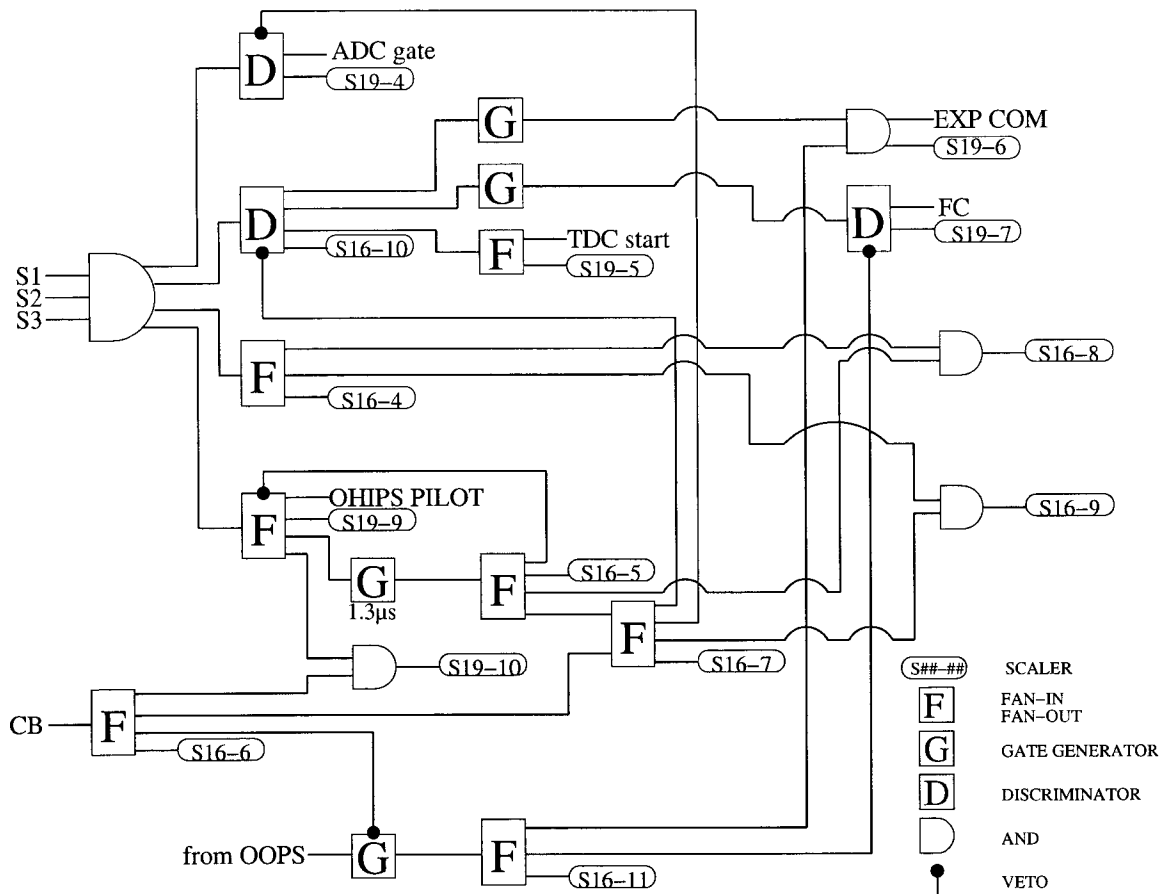 ADC gate
D
S19-4
G
EXP COM
S19-6
G
D
S16-10
F
TDC start
S19-5
D
FC
S19-7
S1
S2
S3
F
S16-4
S16-8
OHIPS PILOT
F
S19-9
S16-9
G
1.3µs
F
S16-5
F
S16-7
S19-10
CB
F
S16-6
from OOPS
G
F
S16-11
S##-## SCALER
F FAN-IN
FAN-OUT
G GATE GENERATOR
D DISCRIMINATOR
AND
VETO